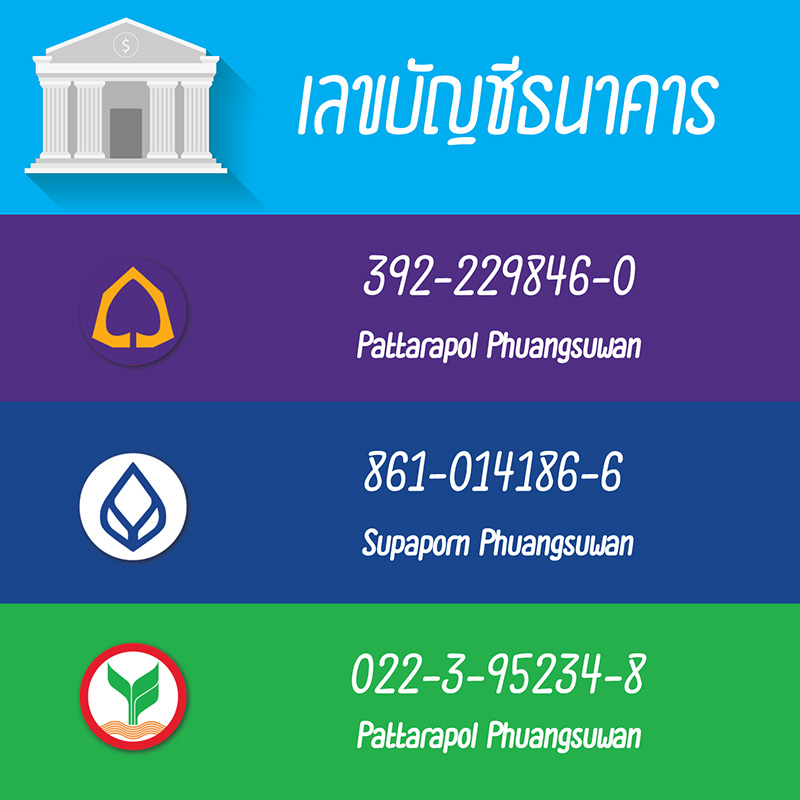 $
เลขบัญชีธนาคาร
392-229846-0
Pattarapol Phuangsuwan
861-014186-6
Supaporn Phuangsuwan
022-3-95234-8
Pattarapol Phuangsuwan